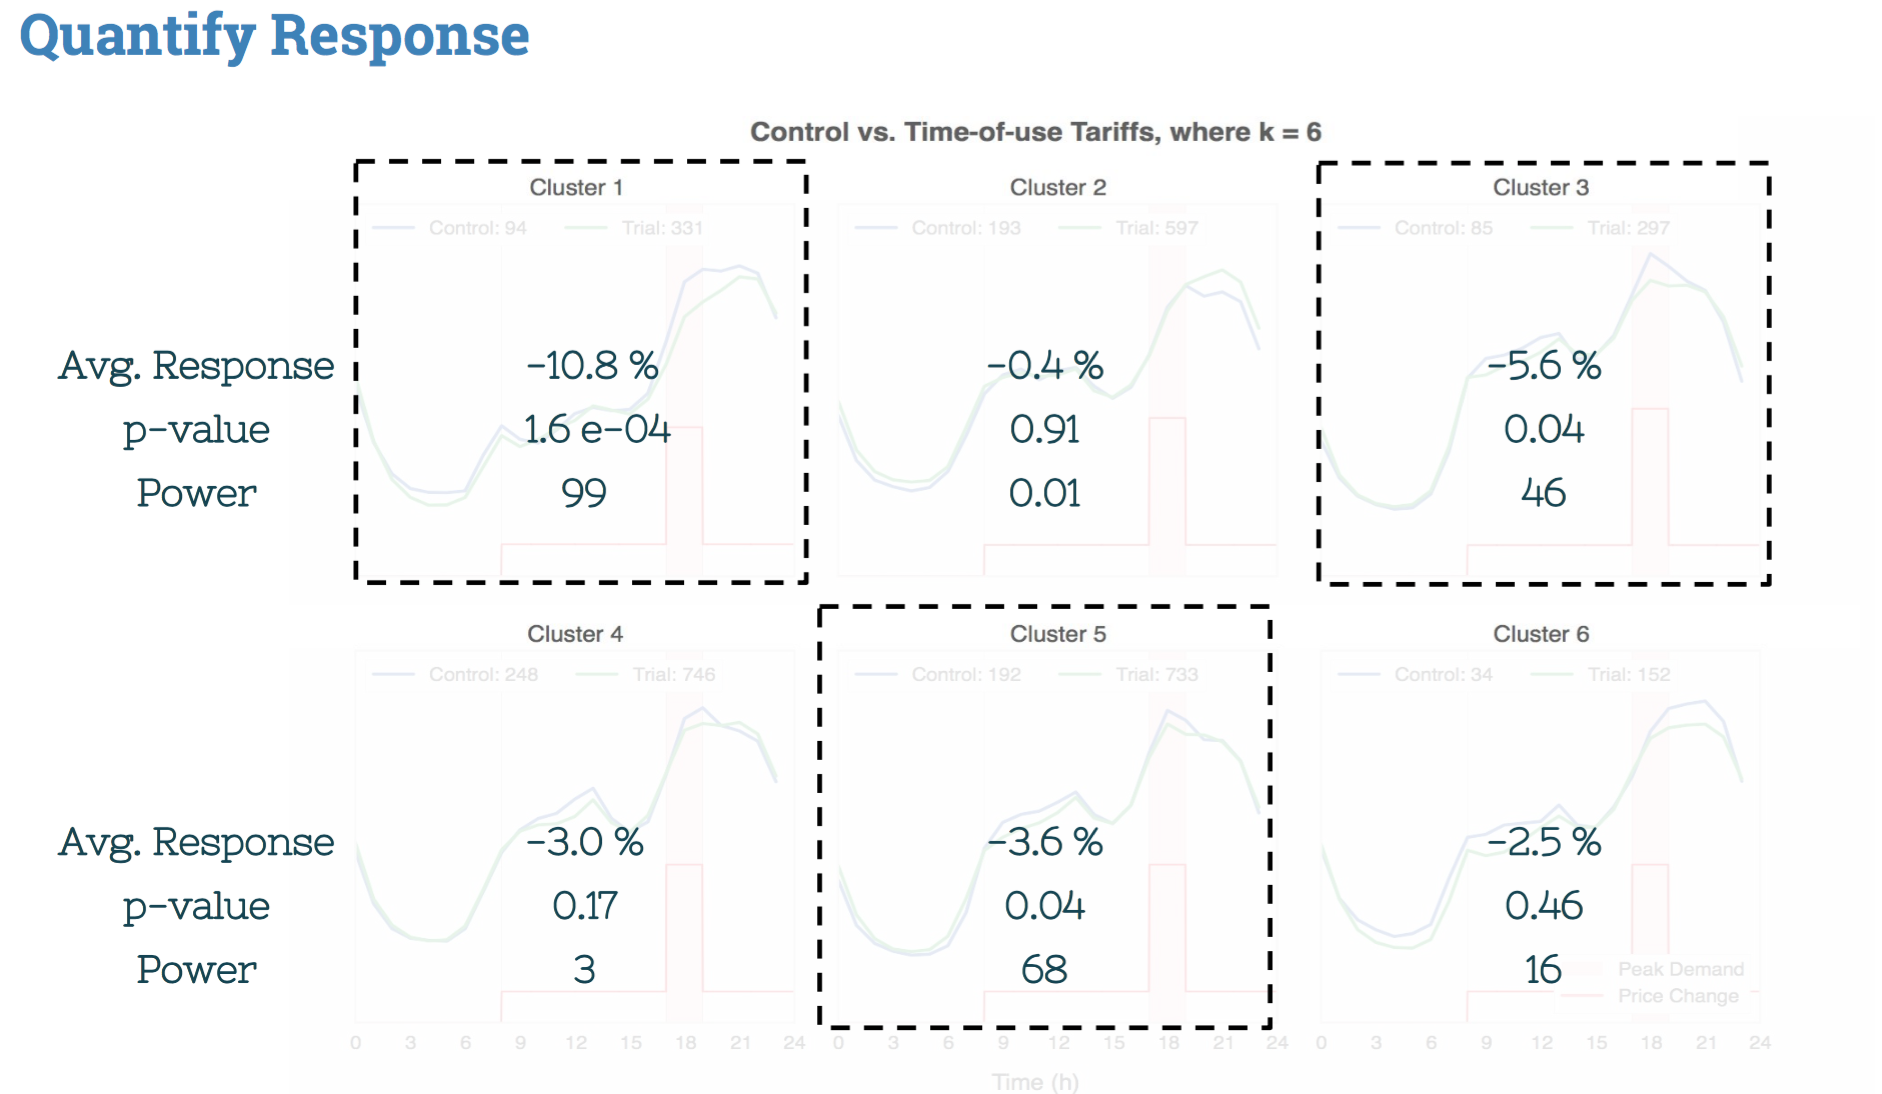 Quantify Response
Control vs. Time-of-use Tariffs, where k = 6
Cluster 1 Cluster 2 Cluster 3
Control: 94 Trial: 331 Control: 193 Trial: 597 Control: 85 Trial: 297
Avg. Response -10.8 % -0.4 % -5.6 %
p-value 1.6 e-04 0.91 0.04
Power 99 0.01 46
Cluster 4 Cluster 5 Cluster 6
Control: 248 Trial: 746 Control: 192 Trial: 733 Control: 34 Trial: 152
Avg. Response -3.0 % -3.6 % -2.5 %
p-value 0.17 0.04 0.46
Power 3 68 16
Peak Demand
Price Change
0 3 6 9 12 15 18 21 24 0 3 6 9 12 15 18 21 24 0 3 6 9 12 15 18 21 24
Time (h)